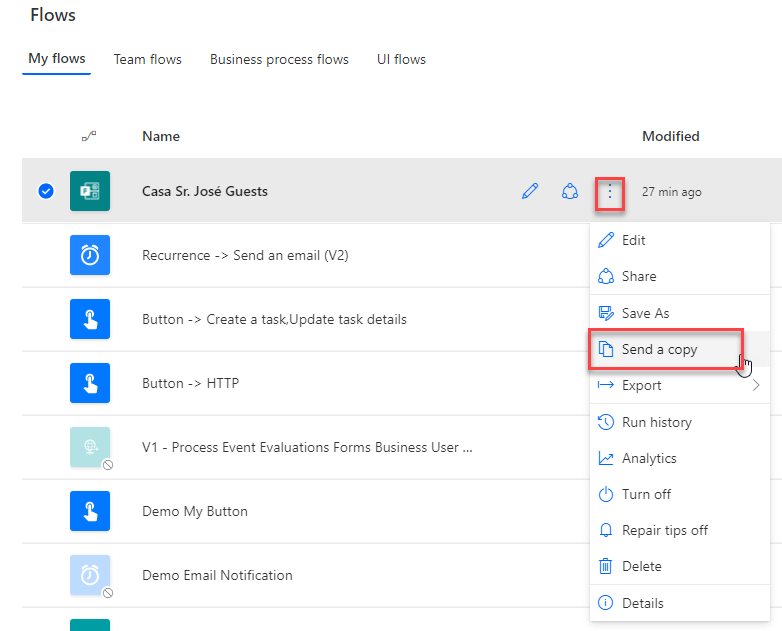 Flows
My flows Team flows Business process flows UI flows
Name Modified
Casa Sr. José Guests 27 min ago
Recurrence -> Send an email (V2)
Button -> Create a task,Update task details
Button -> HTTP
V1 - Process Event Evaluations Forms Business User ...
Demo My Button
Demo Email Notification
Edit
Share
Save As
Send a copy
Export
Run history
Analytics
Turn off
Repair tips off
Delete
Details